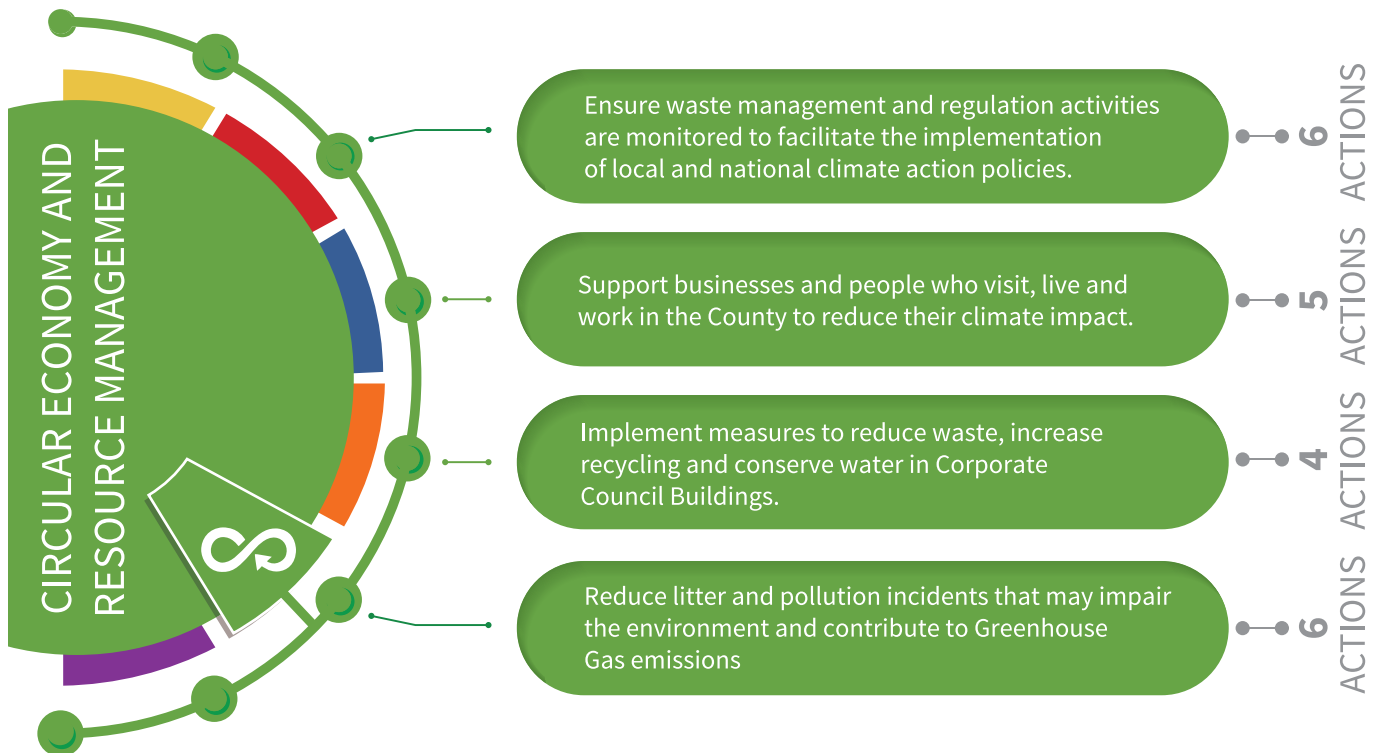 CIRCULAR ECONOMY AND
RESOURCE MANAGEMENT
Ensure waste management and regulation activities
are monitored to facilitate the implementation
of local and national climate action policies.
6
ACTIONS
Support businesses and people who visit, live and
work in the County to reduce their climate impact.
5
ACTIONS
Implement measures to reduce waste, increase
recycling and conserve water in Corporate
Council Buildings.
4
ACTIONS
Reduce litter and pollution incidents that may impair
the environment and contribute to Greenhouse
Gas emissions
6
ACTIONS